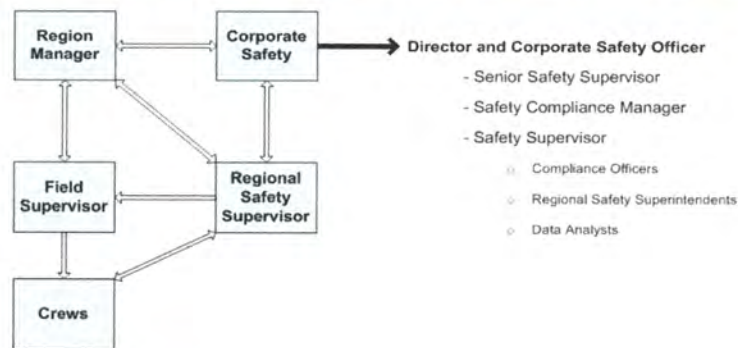 Region
Manager
Corporate
Safety
Director and Corporate Safety Officer
- Senior Safety Supervisor
- Safety Compliance Manager
- Safety Supervisor
Compliance Officers
Regional Safety Superintendents
Data Analysts
Field
Supervisor
Regional
Safety
Supervisor
Crews